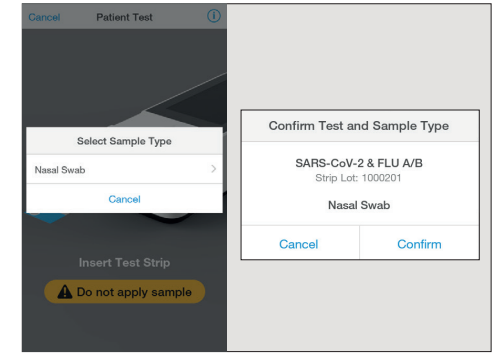 Cancel Patient Test
Select Sample Type
Nasal Swab
Cancel
Insert Test Strip
Do not apply sample
Confirm Test and Sample Type
SARS-CoV-2 & FLU A/B
Strip Lot: 1000201
Nasal Swab
Cancel Confirm